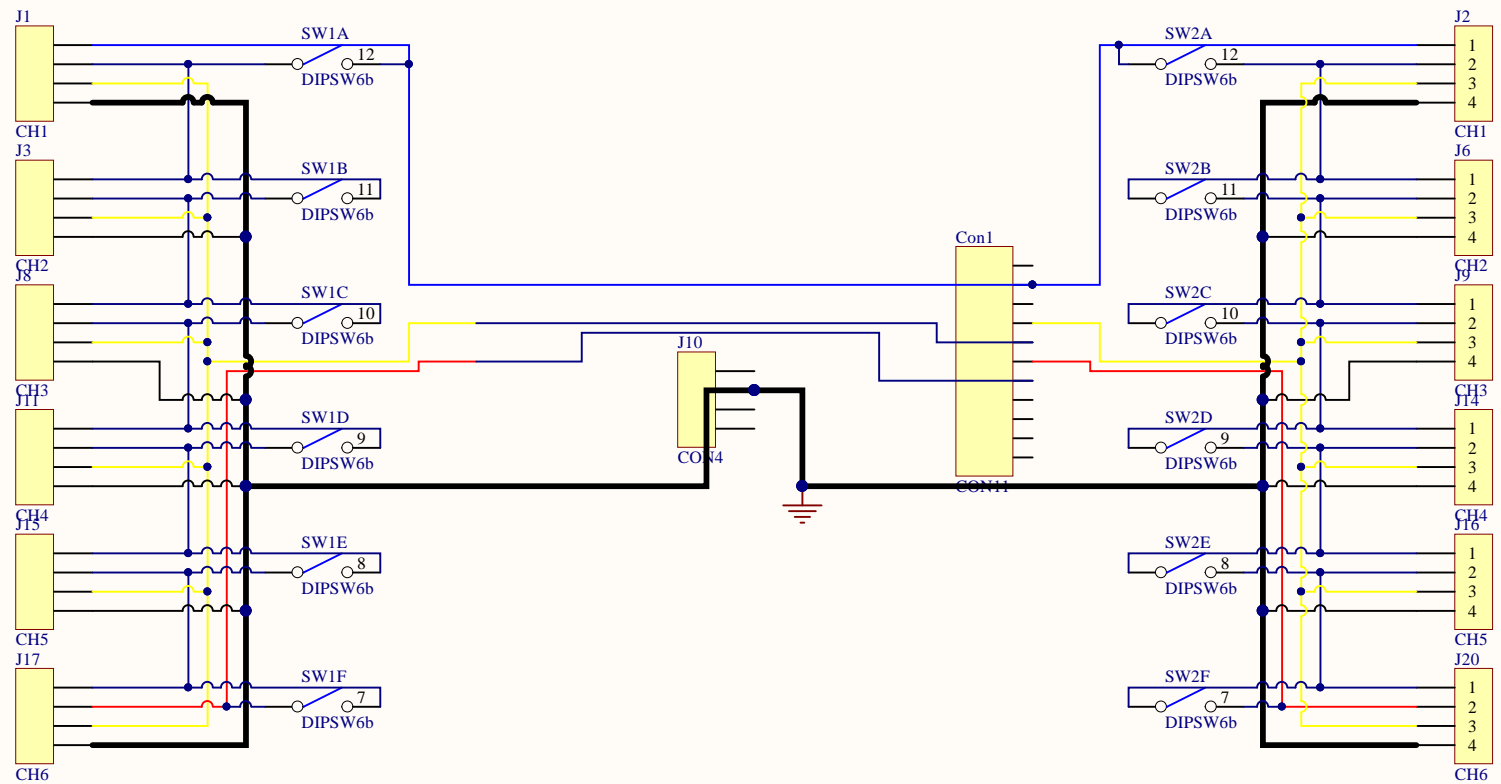 J1
CH1
J3
CH2
J8
CH3
J11
CH4
J15
CH5
J17
CH6
SW1A
12
DIPSW6b
SW1B
11
DIPSW6b
SW1C
10
DIPSW6b
SW1D
9
DIPSW6b
SW1E
8
DIPSW6b
SW1F
7
DIPSW6b
J10
CON4
Con1
CON11
SW2A
12
DIPSW6b
SW2B
11
DIPSW6b
SW2C
10
DIPSW6b
SW2D
9
DIPSW6b
SW2E
8
DIPSW6b
SW2F
7
DIPSW6b
J2
1
2
3
4
CH1
J6
1
2
3
4
CH2
J9
1
2
3
4
CH3
J14
1
2
3
4
CH4
J16
1
2
3
4
CH5
J20
1
2
3
4
CH6